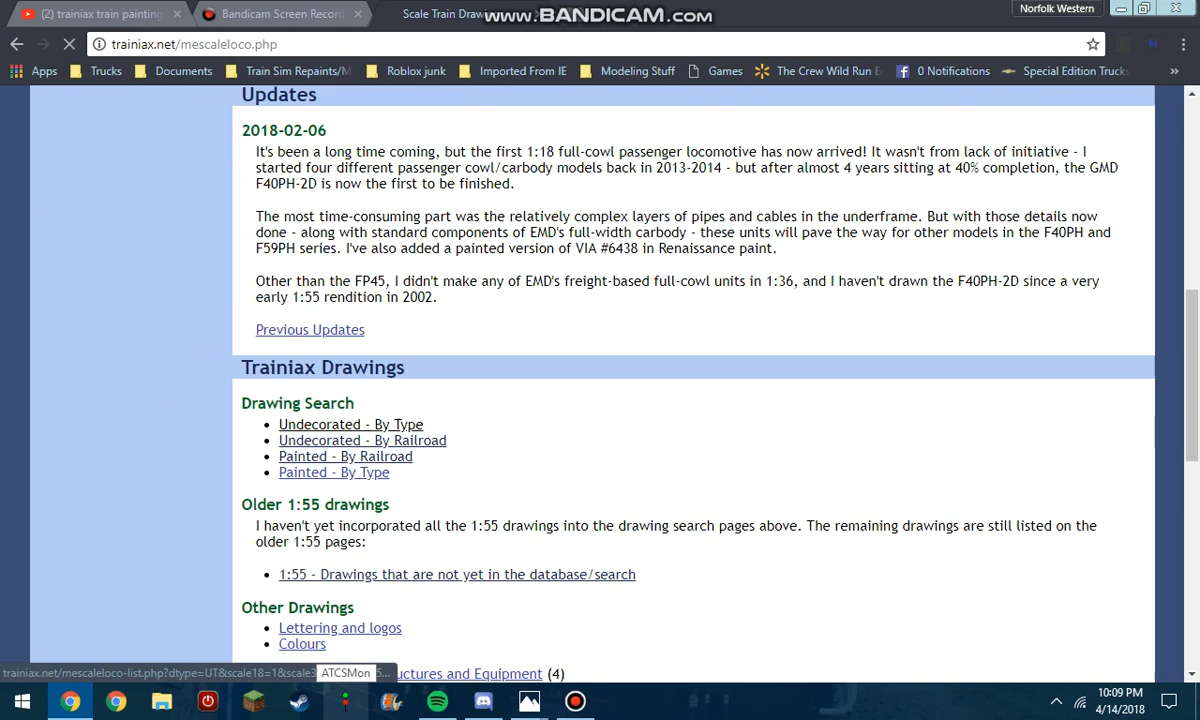 (2) trainiax train painting
Bandicam Screen Record
Scale Train Draw
www.BANDICAM.com
Norfolk Western
trainiax.net/mescaleloco.php
Apps
Trucks
Documents
Train Sim Repaints/M
Roblox junk
Imported From IE
Modeling Stuff
Games
The Crew Wild Run E
0 Notifications
Special Edition Trucks
»
Updates
2018-02-06
It's been a long time coming, but the first 1:18 full-cowl passenger locomotive has now arrived! It wasn't from lack of initiative - I
started four different passenger cowl/carbody models back in 2013-2014 - but after almost 4 years sitting at 40% completion, the GMD
F40PH-2D is now the first to be finished.
The most time-consuming part was the relatively complex layers of pipes and cables in the underframe. But with those details now
done - along with standard components of EMD's full-width carbody - these units will pave the way for other models in the F40PH and
F59PH series. I've also added a painted version of VIA #6438 in Renaissance paint.
Other than the FP45, I didn't make any of EMD's freight-based full-cowl units in 1:36, and I haven't drawn the F40PH-2D since a very
early 1:55 rendition in 2002.
Previous Updates
Trainiax Drawings
Drawing Search
• Undecorated - By Type
• Undecorated - By Railroad
• Painted - By Railroad
• Painted - By Type
Older 1:55 drawings
I haven't yet incorporated all the 1:55 drawings into the drawing search pages above. The remaining drawings are still listed on the
older 1:55 pages:
• 1:55 - Drawings that are not yet in the database/search
Other Drawings
• Lettering and logos
• Colours
trainiax.net/mescaleloco-list.php?dtype=UT&scale18=1&scale3
ATCSMon
5...
uctures and Equipment (4)
10:09 PM
4/14/2018